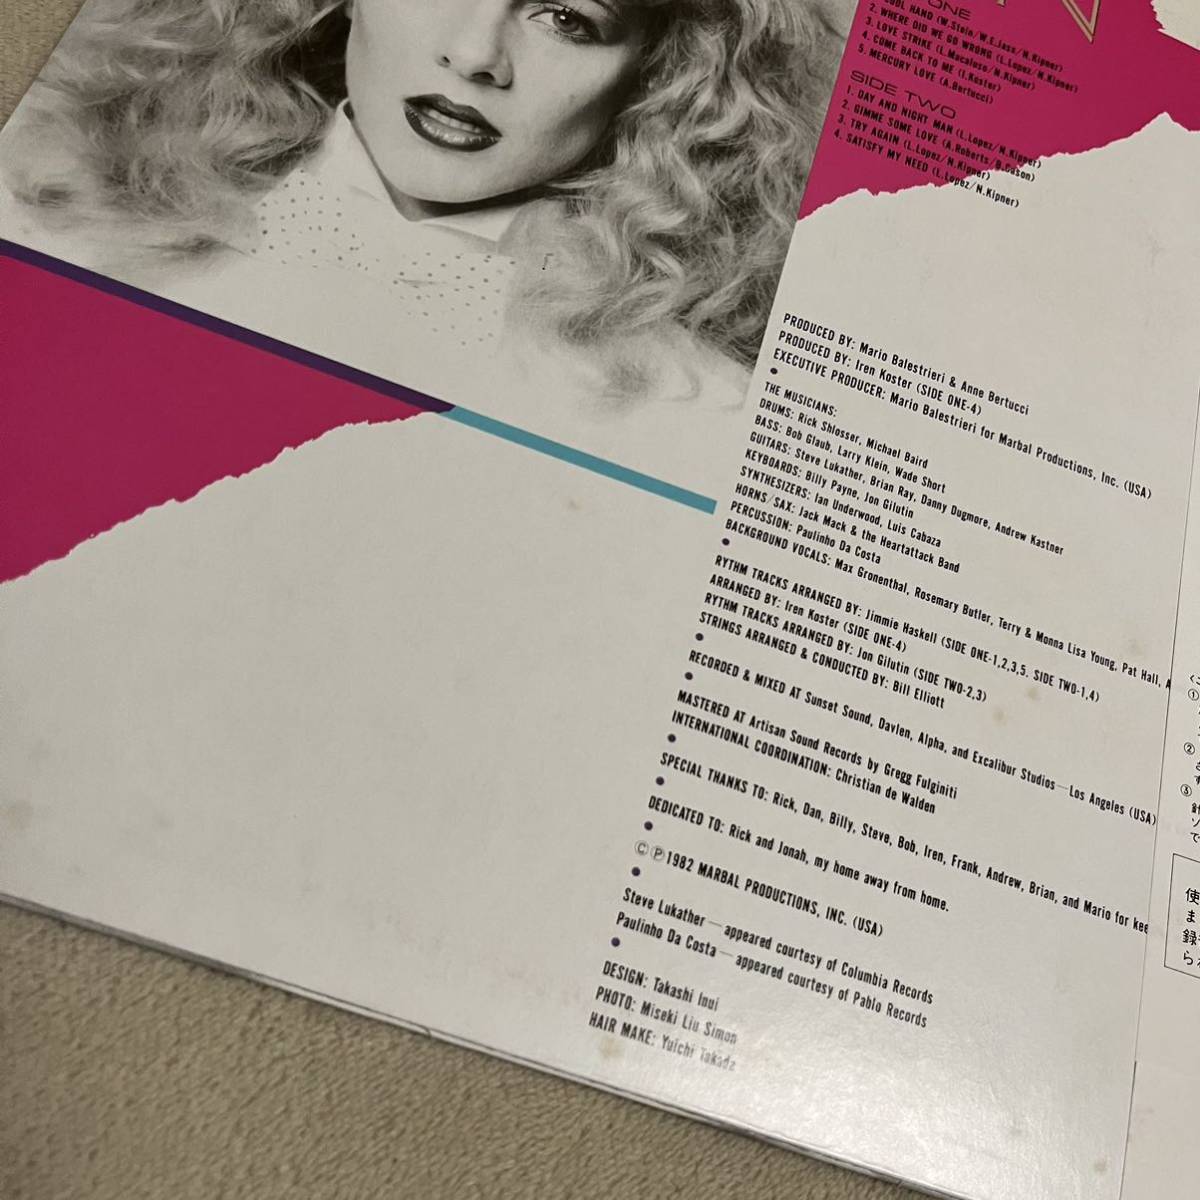 ONE
COOL HAND (W.Stein/W.E.Jass/N.Kipner)
2. WHERE DID WE GO WRONG (L.Lopez/N.Kipner)
3. LOVE STRIKE (L.Macaluso/N.Kipner)
4. COME BACK TO ME (I.Koster)
5. MERCURY LOVE (A.Bertucci)
SIDE TWO
1. DAY AND NIGHT MAN (L.Lopez/N.Kipner)
2. GIMME SOME LOVE (A.Roberts/B.Cason)
3. TRY AGAIN (L.Lopez/N.Kipner)
4. SATISFY MY NEED (L.Lopez/N.Kipner)
PRODUCED BY: Mario Balestrieri & Anne Bertucci
PRODUCED BY: Iren Koster (SIDE ONE-4)
EXECUTIVE PRODUCER: Mario Balestrieri for Marbal Productions, Inc. (USA)
THE MUSICIANS:
DRUMS: Rick Shlosser, Michael Baird
BASS: Bob Glaub, Larry Klein, Wade Short
GUITARS: Steve Lukather, Brian Ray, Danny Dugmore, Andrew Kastner
KEYBOARDS: Billy Payne, Jon Gilutin
SYNTHESIZERS: Ian Underwood, Luis Cabaza
HORNS/SAX: Jack Mack & the Heartattack Band
PERCUSSION: Paulinho Da Costa
BACKGROUND VOCALS: Max Gronenthal, Rosemary Butler, Terry & Monna Lisa Young, Pat Hall, A
RYTHM TRACKS ARRANGED BY: Jimmie Haskell (SIDE ONE-1,2,3,5. SIDE TWO-1,4)
ARRANGED BY: Iren Koster (SIDE ONE-4)
RYTHM TRACKS ARRANGED BY: Jon Gilutin (SIDE TWO-2,3)
STRINGS ARRANGED & CONDUCTED BY: Bill Elliott
RECORDED & MIXED AT Sunset Sound, Davlen, Alpha, and Excalibur Studios—Los Angeles (USA)
MASTERED AT Artisan Sound Records by Gregg Fulginiti
INTERNATIONAL COORDINATION: Christian de Walden
SPECIAL THANKS TO: Rick, Dan, Billy, Steve, Bob, Iren, Frank, Andrew, Brian, and Mario for kee
DEDICATED TO: Rick and Jonah, my home away from home.
ⒸⓅ1982 MARBAL PRODUCTIONS, INC. (USA)
Steve Lukather—appeared courtesy of Columbia Records
Paulinho Da Costa—appeared courtesy of Pablo Records
DESIGN: Takashi Inui
PHOTO: Miseki Liu Simon
HAIR MAKE: Yuichi Takada
①
②
③
使
ま
録
られ